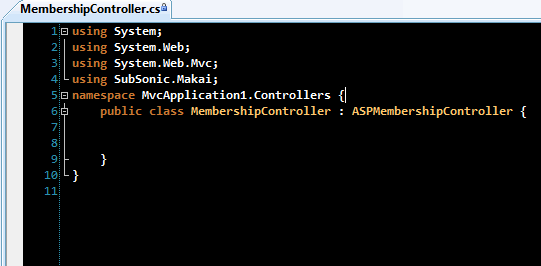 MembershipController.cs
1 using System;
2 using System.Web;
3 using System.Web.Mvc;
4 using SubSonic.Makai;
5 namespace MvcApplication1.Controllers {
6     public class MembershipController : ASPMembershipController {
7
8
9     }
10 }
11